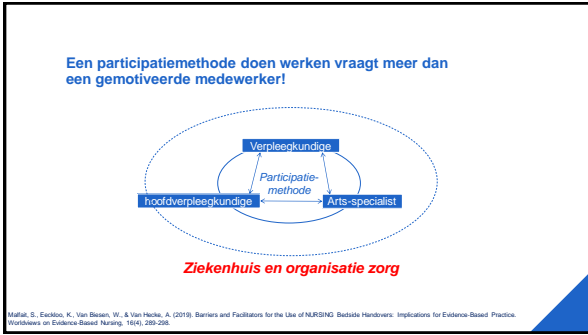 Een participatiemethode doen werken vraagt meer dan
een gemotiveerde medewerker!
Verpleegkundige
Participatie-
methode
hoofdverpleegkundige
Arts-specialist
Ziekenhuis en organisatie zorg
Malfait, S., Eeckloo, K., Van Biesen, W., & Van Hecke, A. (2019). Barriers and Facilitators for the Use of NURSING Bedside Handovers: Implications for Evidence-Based Practice.
Worldviews on Evidence-Based Nursing, 16(4), 289-298.